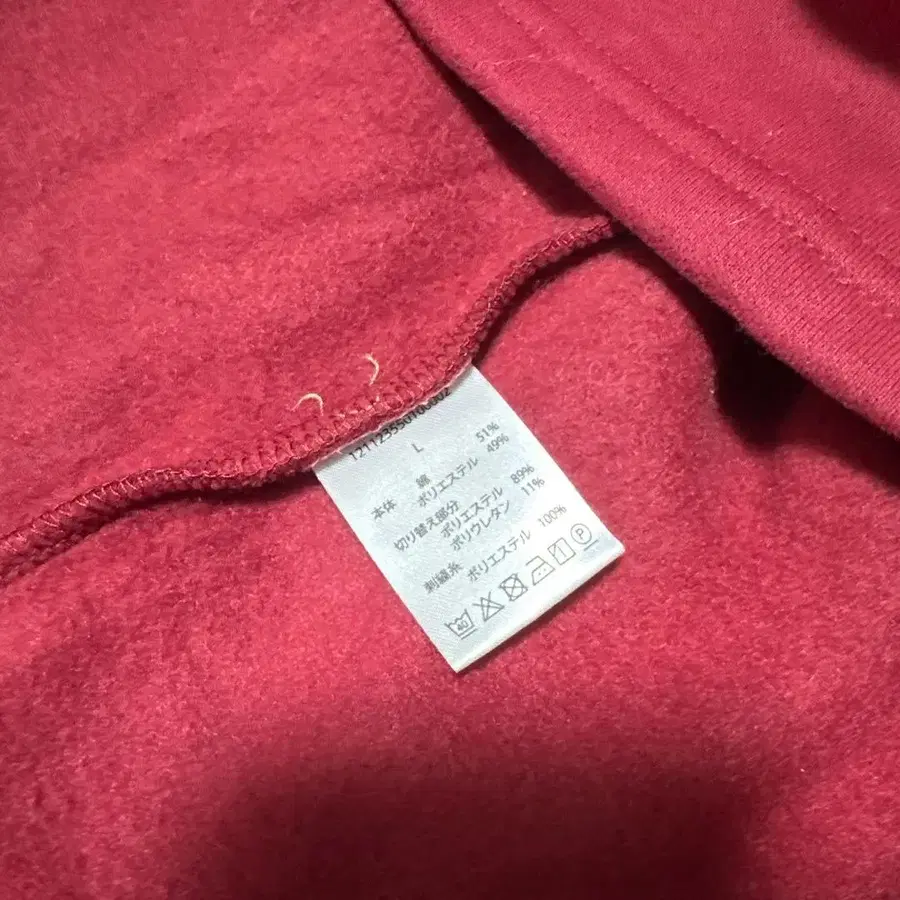 L
本体 綿 51%
ポリエステル 49%
切り替え部分 ポリエステル 89%
ポリウレタン 11%
刺繍糸 ポリエステル 100%
40 P